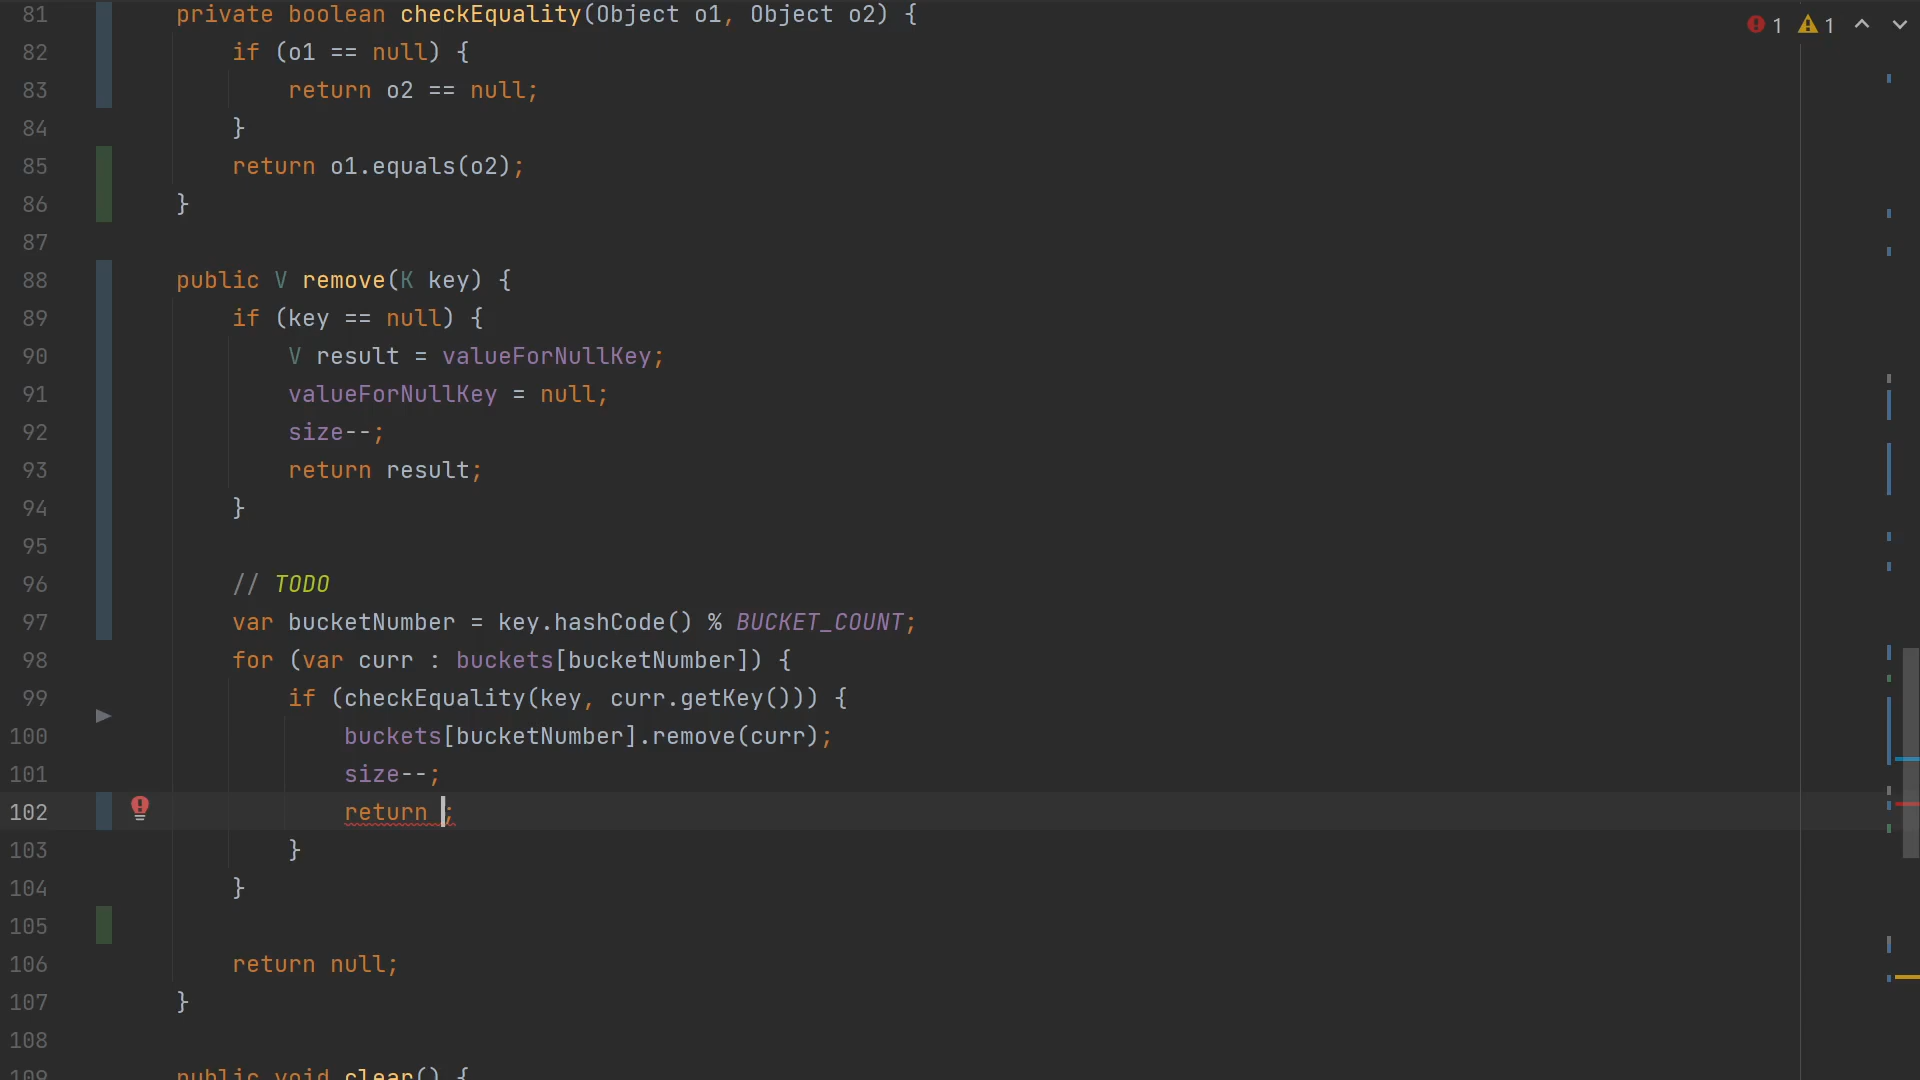 81 private boolean checkEquality(Object o1, Object o2) {
1 1
82 if (o1 == null) {
83 return o2 == null;
84 }
85 return o1.equals(o2);
86 }
87
88 public V remove(K key) {
89 if (key == null) {
90 V result = valueForNullKey;
91 valueForNullKey = null;
92 size--;
93 return result;
94 }
95
96 // TODO
97 var bucketNumber = key.hashCode() % BUCKET_COUNT;
98 for (var curr : buckets[bucketNumber]) {
99 if (checkEquality(key, curr.getKey())) {
100 buckets[bucketNumber].remove(curr);
101 size--;
102 return ;
103 }
104 }
105
106 return null;
107 }
108
109 public void clear() {